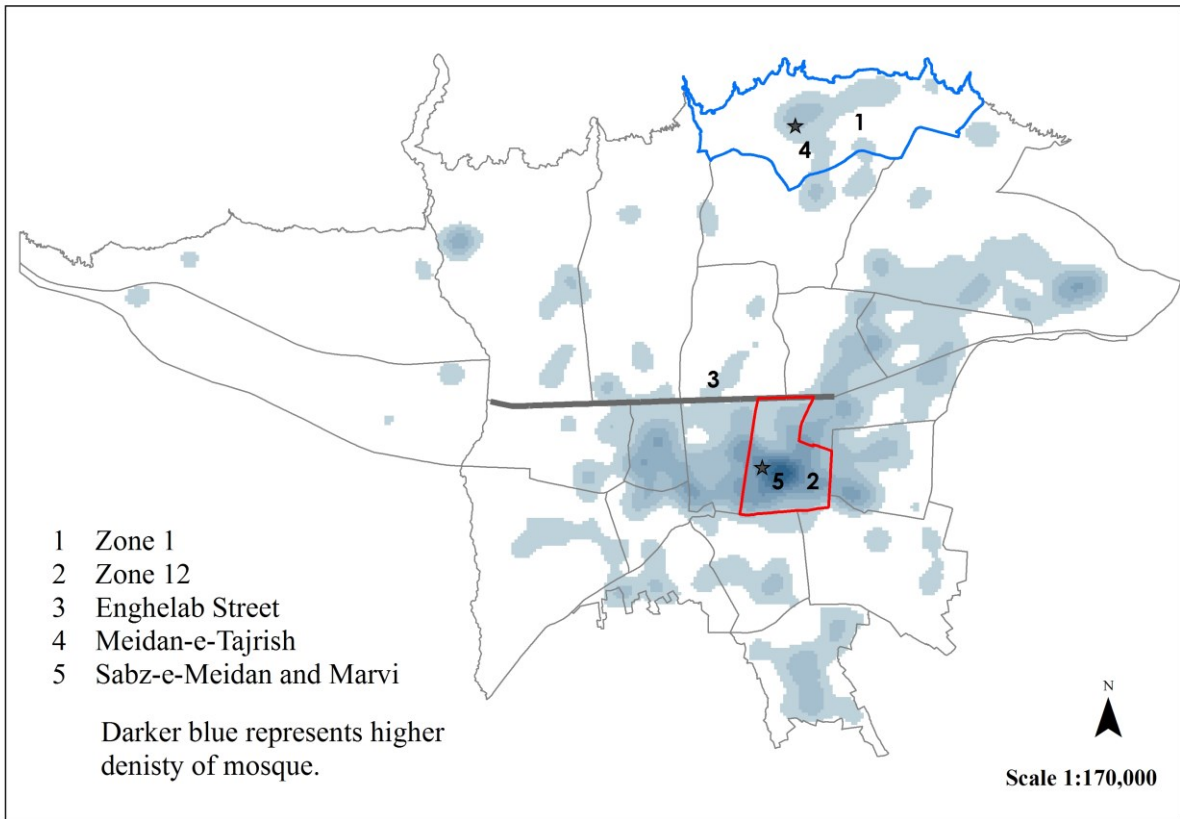 1
4
3
5 2
1 Zone 1
2 Zone 12
3 Enghelab Street
4 Meidan-e-Tajrish
5 Sabz-e-Meidan and Marvi
Darker blue represents higher
denisty of mosque.
N
Scale 1:170,000